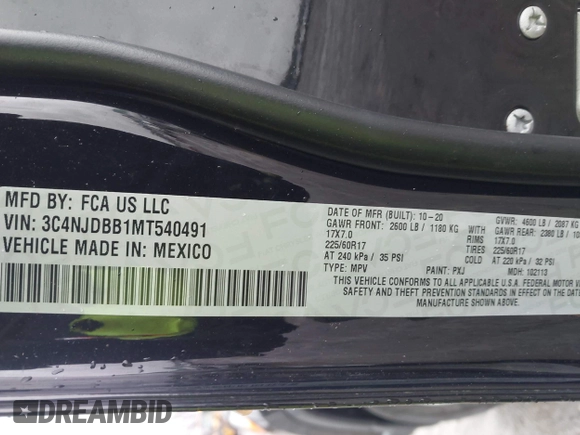 MFD BY: FCA US LLC
VIN: 3C4NJDBB1MT540491
VEHICLE MADE IN: MEXICO
DATE OF MFR (BUILT): 10-20
GAWR FRONT: 2600 LB / 1180 KG
17X7.0
225/60R17
AT 240 kPa / 35 PSI
TYPE: MPV
PAINT: PXJ
GVWR: 4600 LB / 2087 KG
WITH GAWR REAR: 2380 LB / 10
RIMS 17X7.0
TIRES 225/60R17
COLD AT 220 kPa / 32 PSI
MDH: 102113
THIS VEHICLE CONFORMS TO ALL APPLICABLE U.S.A. FEDERAL MOTOR VE
SAFETY AND THEFT PREVENTION STANDARDS IN EFFECT ON THE DATE OF
MANUFACTURE SHOWN ABOVE.
DREAMBID